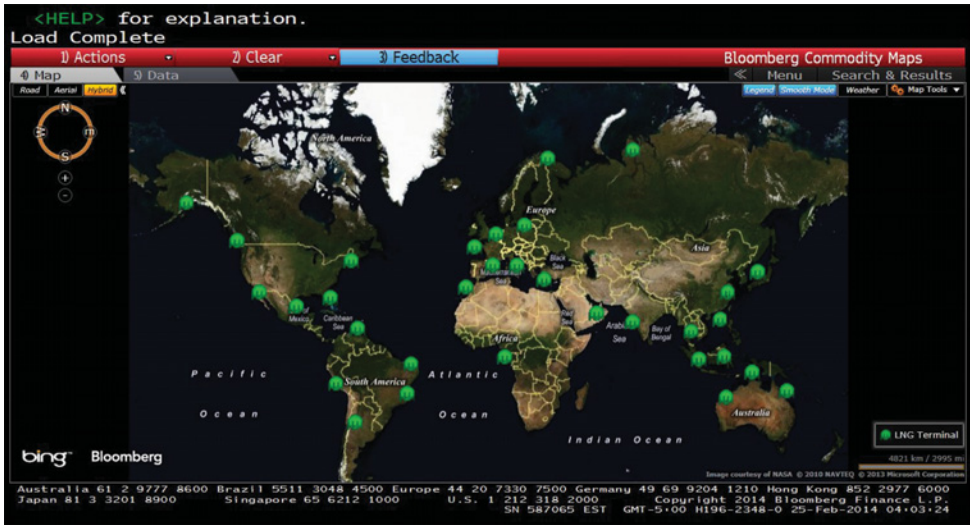 <HELP> for explanation.
Load Complete
1) Actions 2) Clear 3) Feedback Bloomberg Commodity Maps
4) Map 5) Data « Menu Search & Results
Road Aerial Hybrid « Legend Smooth Mode Weather Map Tools
N
W m
S
+
-
North America
Europe
Asia
Black
Sea
Sea
Mexico
Caribbean
Sea
Red
Sea
Arabi
Sea
Bay of
Bengal
Africa
South America
Pacific
Ocean
Atlantic
Ocean
Indian Ocean
Australia
LNG Terminal
4821 km / 2995 mi
bing Bloomberg
Image courtesy of NASA © 2010 NAVTEQ © 2013 Microsoft Corporation
Australia 61 2 9777 8600 Brazil 5511 3048 4500 Europe 44 20 7330 7500 Germany 49 69 9204 1210 Hong Kong 852 2977 6000
Japan 81 3 3201 8900 Singapore 65 6212 1000 U.S. 1 212 318 2000 Copyright 2014 Bloomberg Finance L.P.
SN 587065 EST GMT-5:00 H196-2348-0 25-Feb-2014 04:03:24